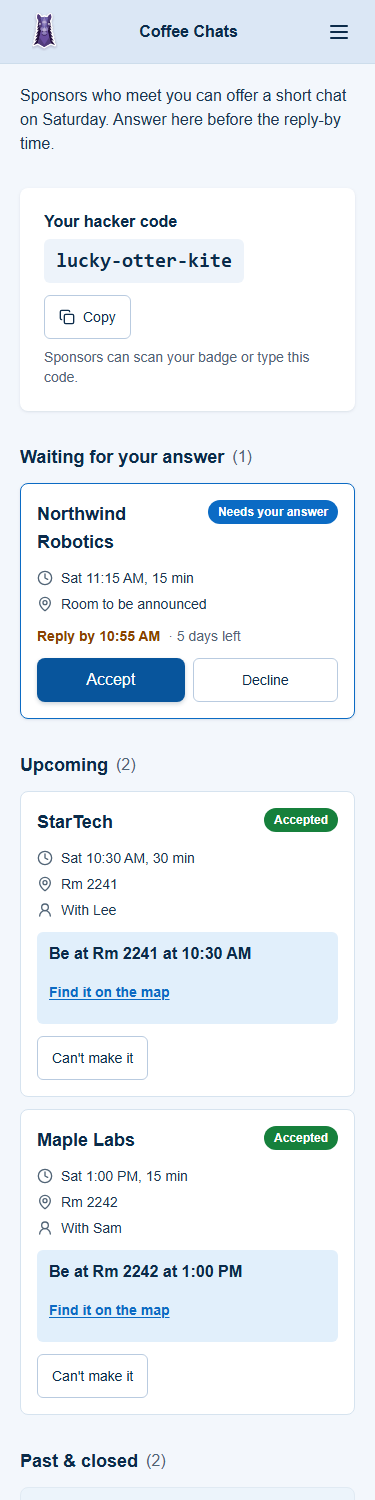 Coffee Chats
Sponsors who meet you can offer a short chat
on Saturday. Answer here before the reply-by
time.
Your hacker code
lucky-otter-kite
Copy
Sponsors can scan your badge or type this
code.
Waiting for your answer (1)
Northwind
Robotics
Needs your answer
Sat 11:15 AM, 15 min
Room to be announced
Reply by 10:55 AM · 5 days left
Accept
Decline
Upcoming (2)
StarTech
Accepted
Sat 10:30 AM, 30 min
Rm 2241
With Lee
Be at Rm 2241 at 10:30 AM
Find it on the map
Can't make it
Maple Labs
Accepted
Sat 1:00 PM, 15 min
Rm 2242
With Sam
Be at Rm 2242 at 1:00 PM
Find it on the map
Can't make it
Past & closed (2)